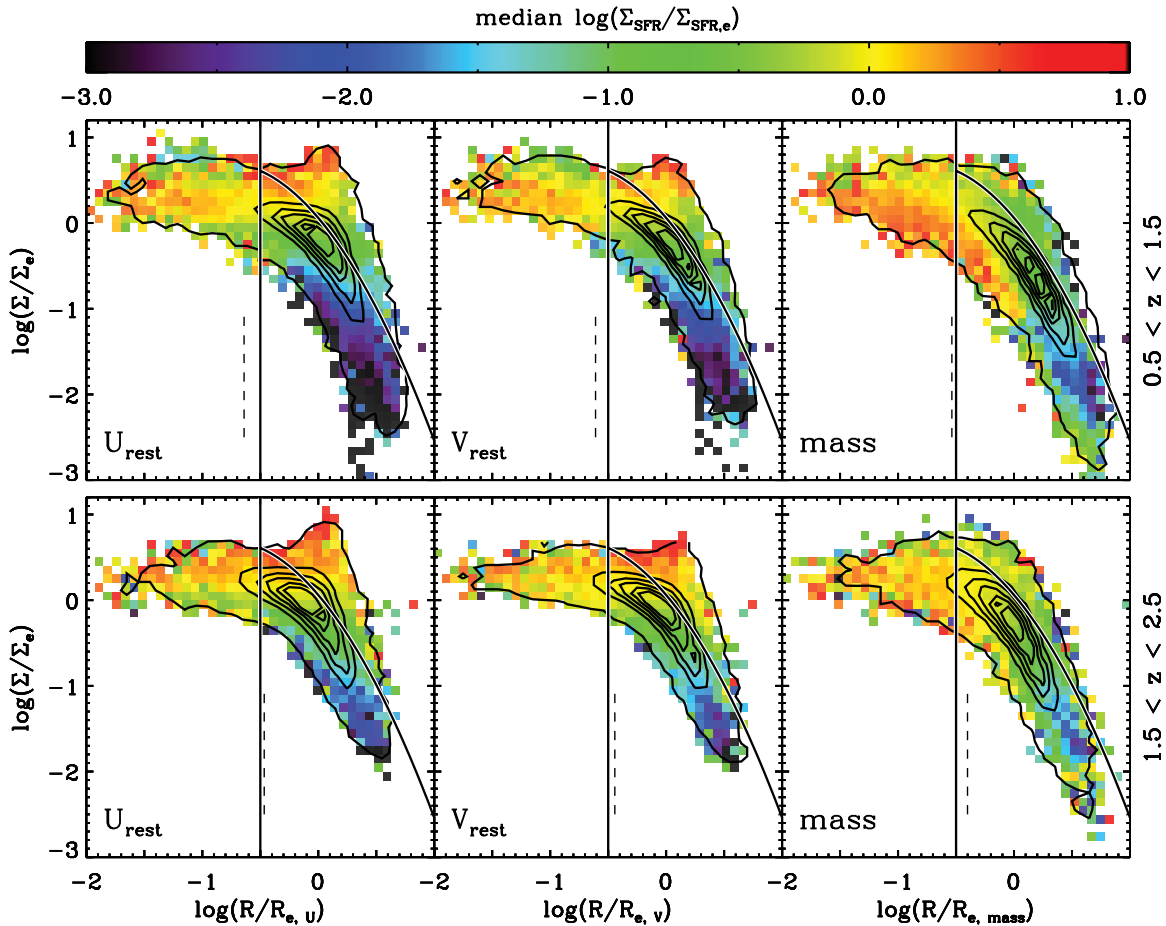 median log(Σ_SFR/Σ_SFR,e)
-3.0 -2.0 -1.0 0.0 1.0
1
0
-1
-2
-3
log(Σ/Σ_e)
U_rest
V_rest
mass
0.5 < z < 1.5
1
0
-1
-2
-3
log(Σ/Σ_e)
U_rest
V_rest
mass
1.5 < z < 2.5
-2 -1 0 -2 -1 0 -2 -1 0
log(R/R_e, U)
log(R/R_e, V)
log(R/R_e, mass)